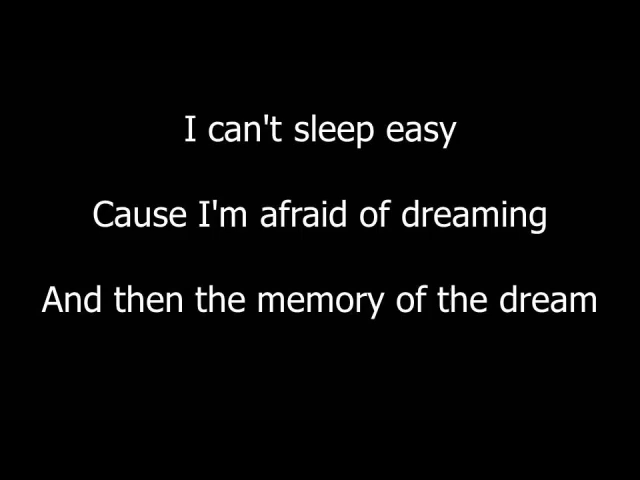 I can't sleep easy
Cause I'm afraid of dreaming
And then the memory of the dream